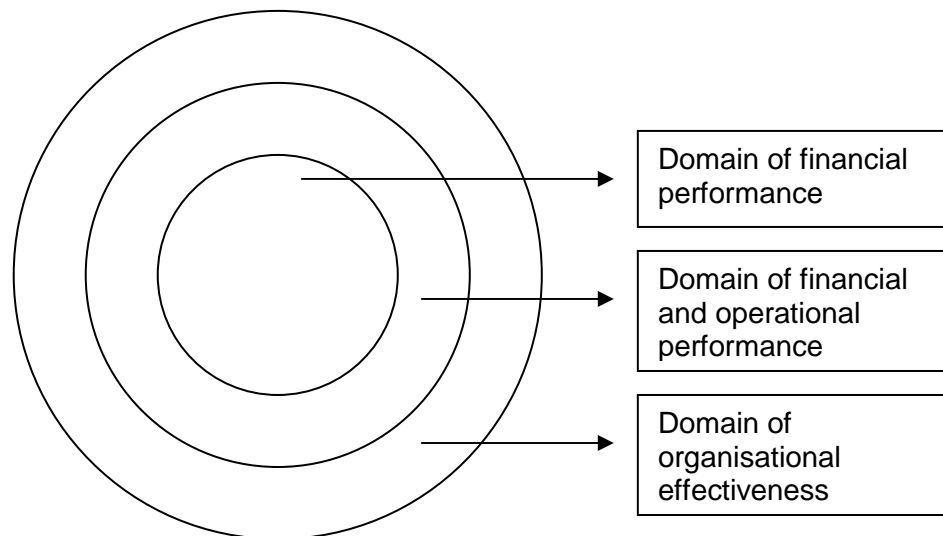 Domain of financial
performance
Domain of financial
and operational
performance
Domain of
organisational
effectiveness